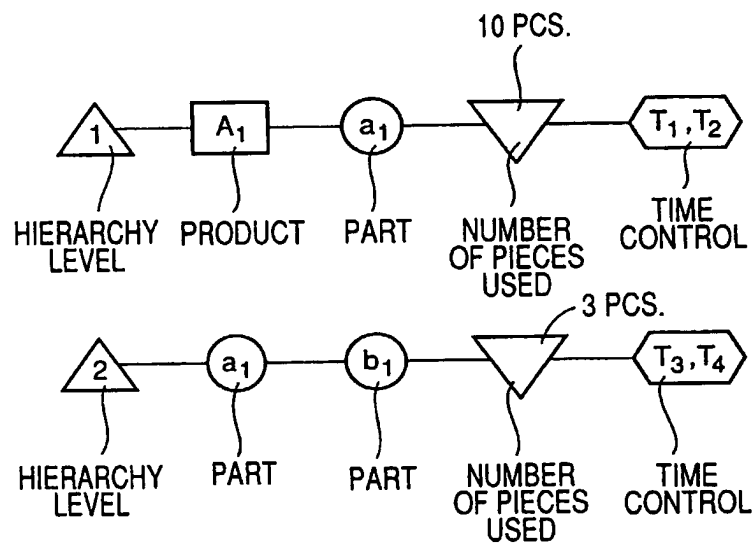 10 PCS.
1
A₁
a₁
T₁, T₂
HIERARCHY
LEVEL
PRODUCT
PART
NUMBER
OF PIECES
USED
TIME
CONTROL
3 PCS.
2
a₁
b₁
T₃, T₄
HIERARCHY
LEVEL
PART
PART
NUMBER
OF PIECES
USED
TIME
CONTROL